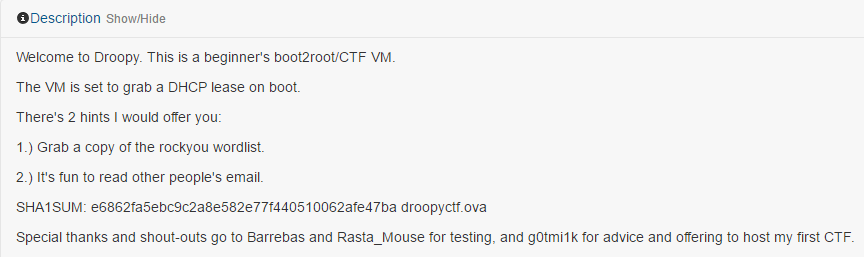 Description Show/Hide
Welcome to Droopy. This is a beginner's boot2root/CTF VM.
The VM is set to grab a DHCP lease on boot.
There's 2 hints I would offer you:
1.) Grab a copy of the rockyou wordlist.
2.) It's fun to read other people's email.
SHA1SUM: e6862fa5ebc9c2a8e582e77f440510062afe47ba droopyctf.ova
Special thanks and shout-outs go to Barrebas and Rasta_Mouse for testing, and g0tmi1k for advice and offering to host my first CTF.